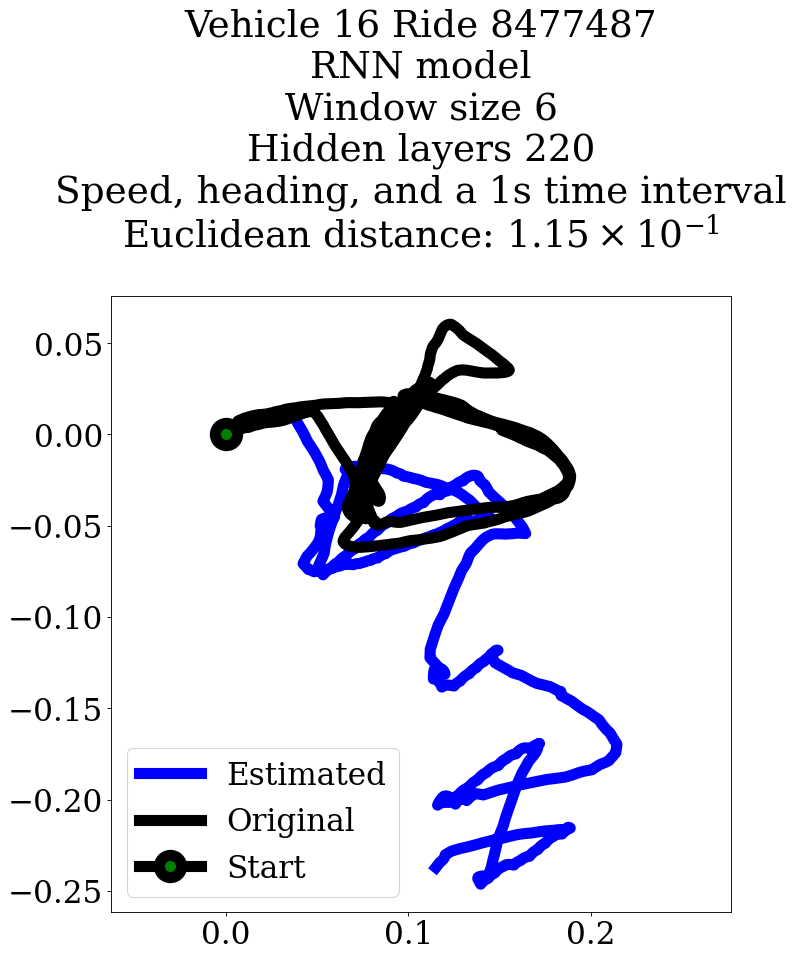 Vehicle 16 Ride 8477487
RNN model
Window size 6
Hidden layers 220
Speed, heading, and a 1s time interval
Euclidean distance: 1.15 × 10⁻¹
0.05
0.00
−0.05
−0.10
−0.15
−0.20
−0.25
Estimated
Original
Start
0.0 0.1 0.2